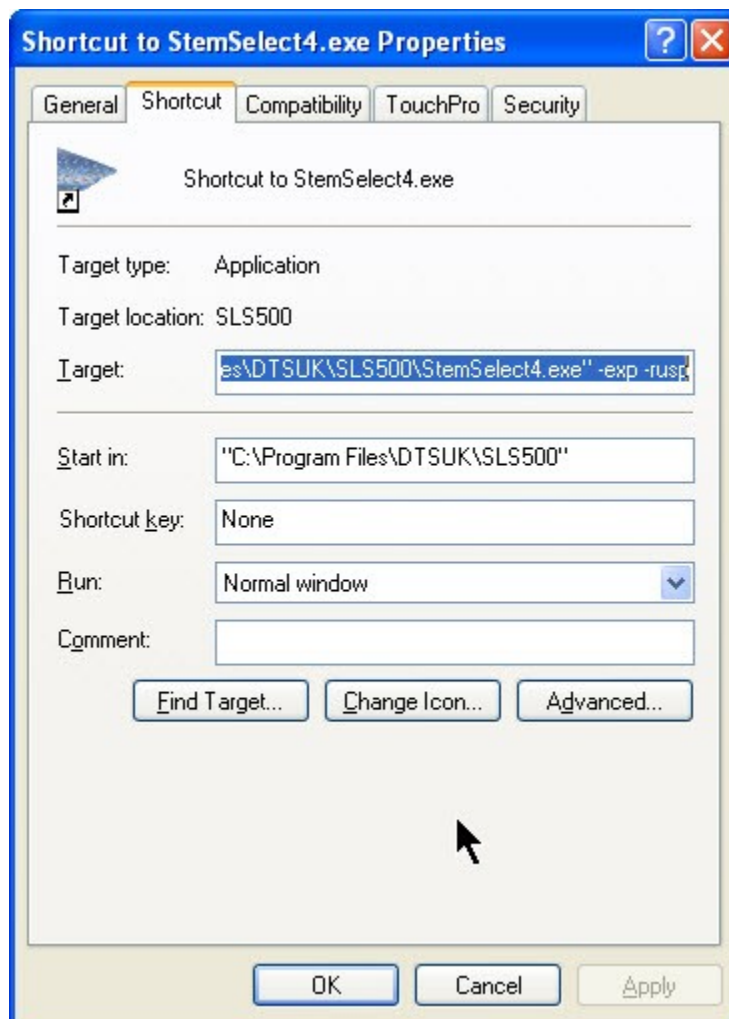 Shortcut to StemSelect4.exe Properties
General Shortcut Compatibility TouchPro Security
Shortcut to StemSelect4.exe
Target type: Application
Target location: SLS500
Target: es\DTSUK\SLS500\StemSelect4.exe" -exp -rusp
Start in: "C:\Program Files\DTSUK\SLS500"
Shortcut key: None
Run: Normal window
Comment:
Find Target... Change Icon... Advanced...
OK Cancel Apply